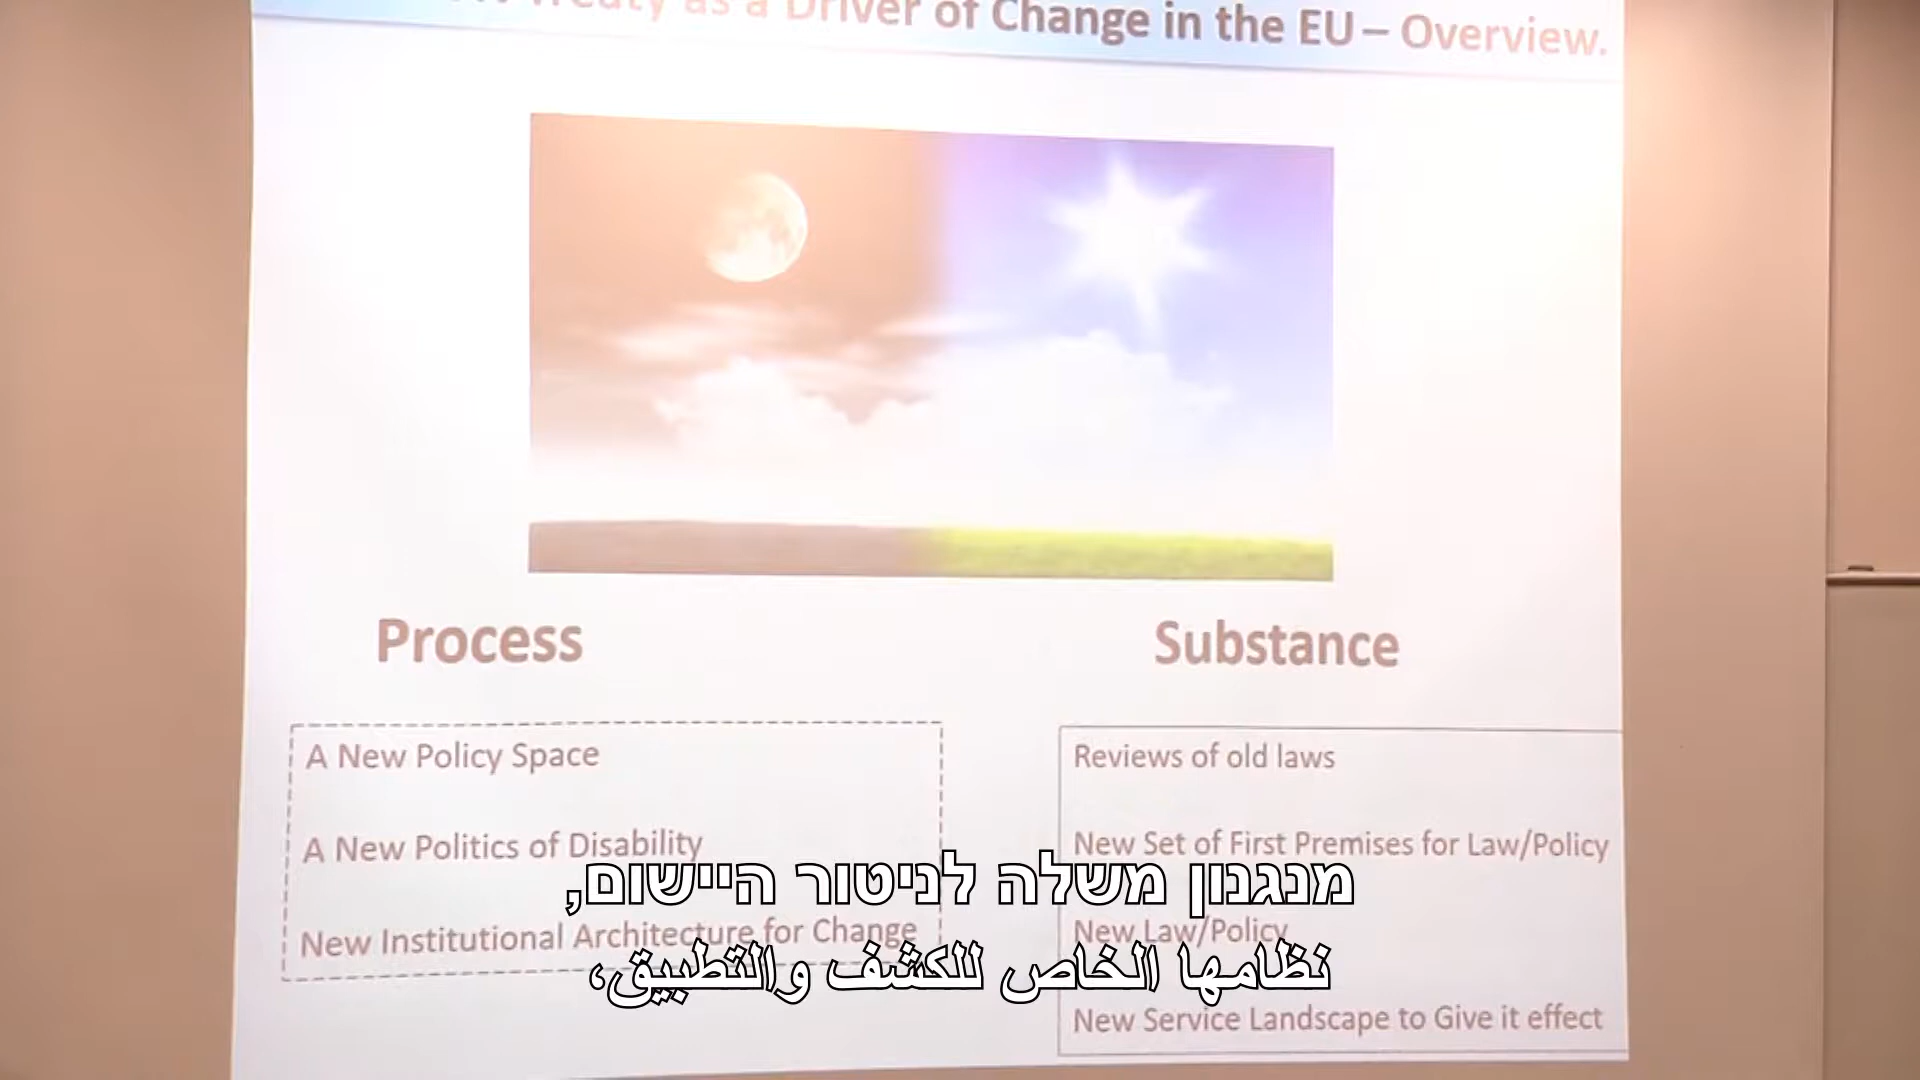 Treaty as a Driver of Change in the EU – Overview.
Process
Substance
A New Policy Space
A New Politics of Disability
New Institutional Architecture for Change
Reviews of old laws
New Set of First Premises for Law/Policy
New Law/Policy
New Service Landscape to Give it effect
מנגנון משלה לניטור היישום,
نظامها الخاص للكشف والتطبيق،